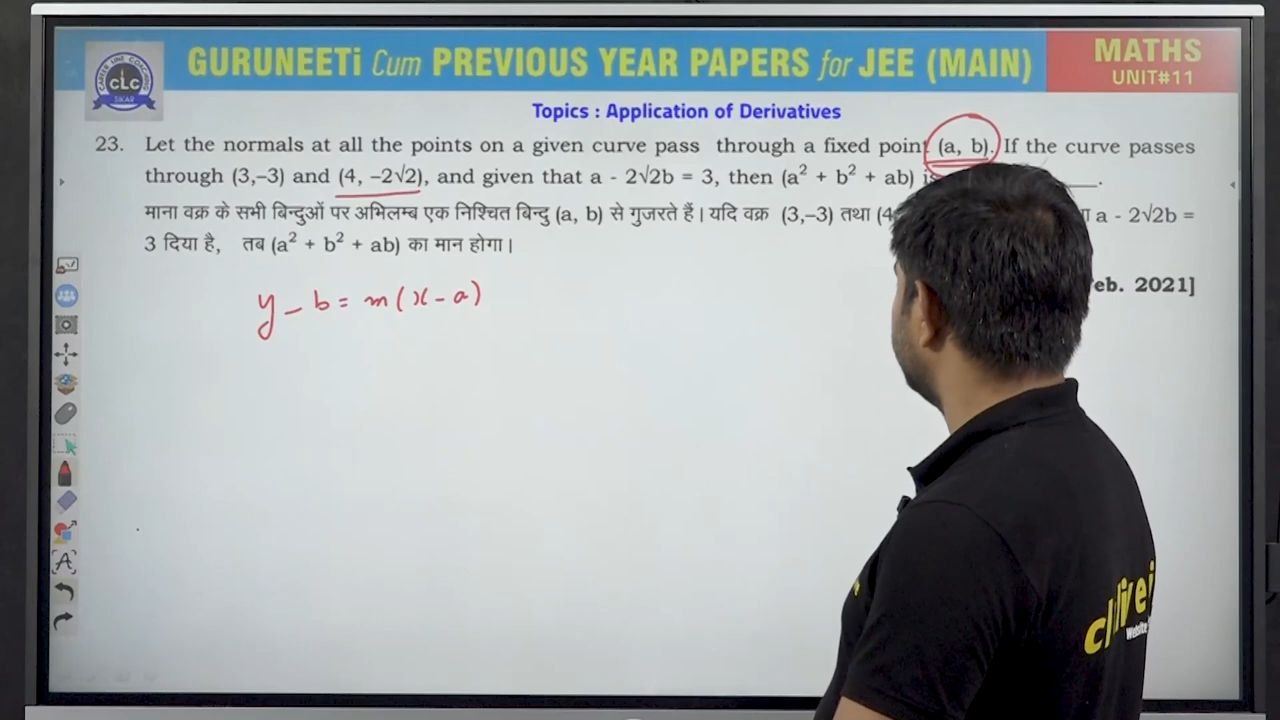 CLC
SIKAR
GURUNEETi Cum PREVIOUS YEAR PAPERS for JEE (MAIN)
MATHS
UNIT#11
Topics : Application of Derivatives
23. Let the normals at all the points on a given curve pass through a fixed point (a, b). If the curve passes
through (3,–3) and (4, –2√2), and given that a - 2√2b = 3, then (a² + b² + ab) is
माना वक्र के सभी बिन्दुओं पर अभिलम्ब एक निश्चित बिन्दु (a, b) से गुजरते हैं। यदि वक्र (3,–3) तथा (4 a - 2√2b =
3 दिया है, तब (a² + b² + ab) का मान होगा।
eb. 2021]
y - b = m(x - a)